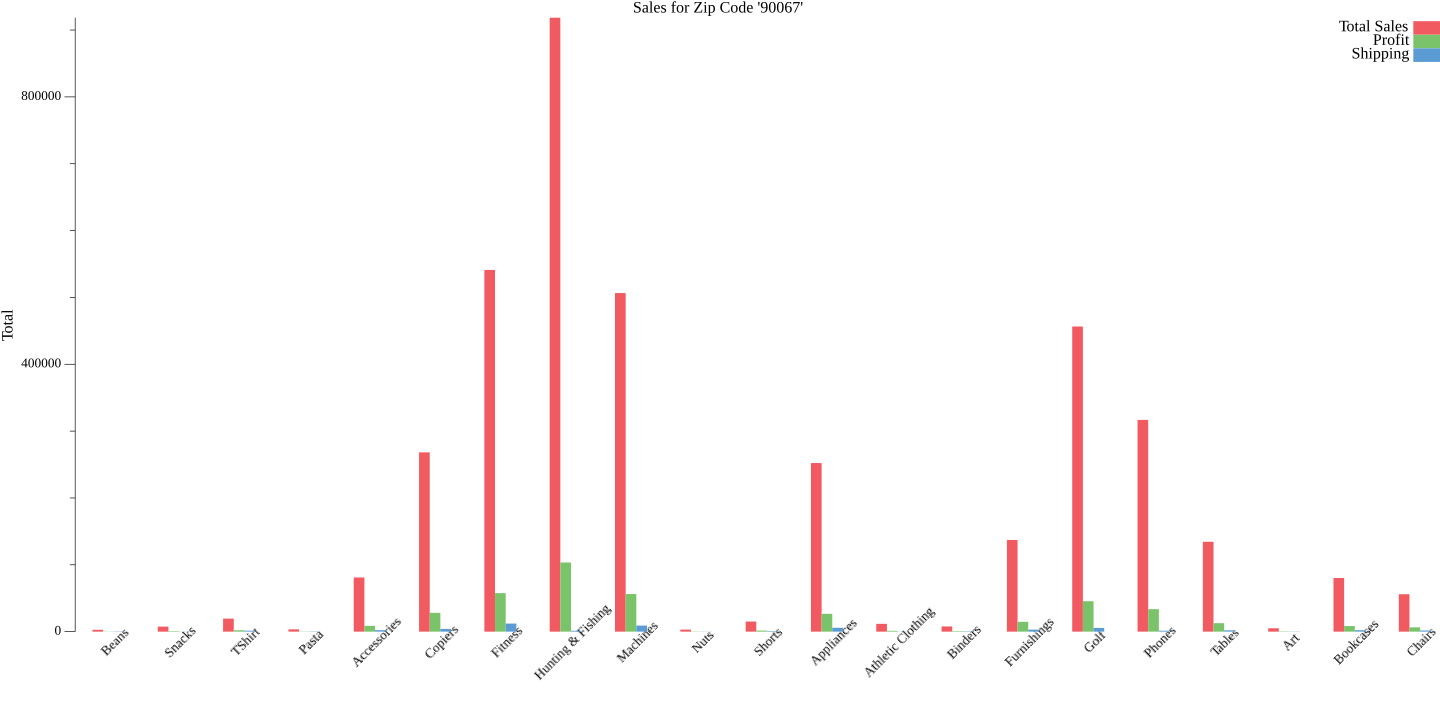 Sales for Zip Code '90067'
Total Sales
Profit
Shipping
800000
400000
0
Total
Beans
Snacks
TShirt
Pasta
Accessories
Copiers
Fitness
Hunting & Fishing
Machines
Nuts
Shorts
Appliances
Athletic Clothing
Binders
Furnishings
Golf
Phones
Tables
Art
Bookcases
Chairs